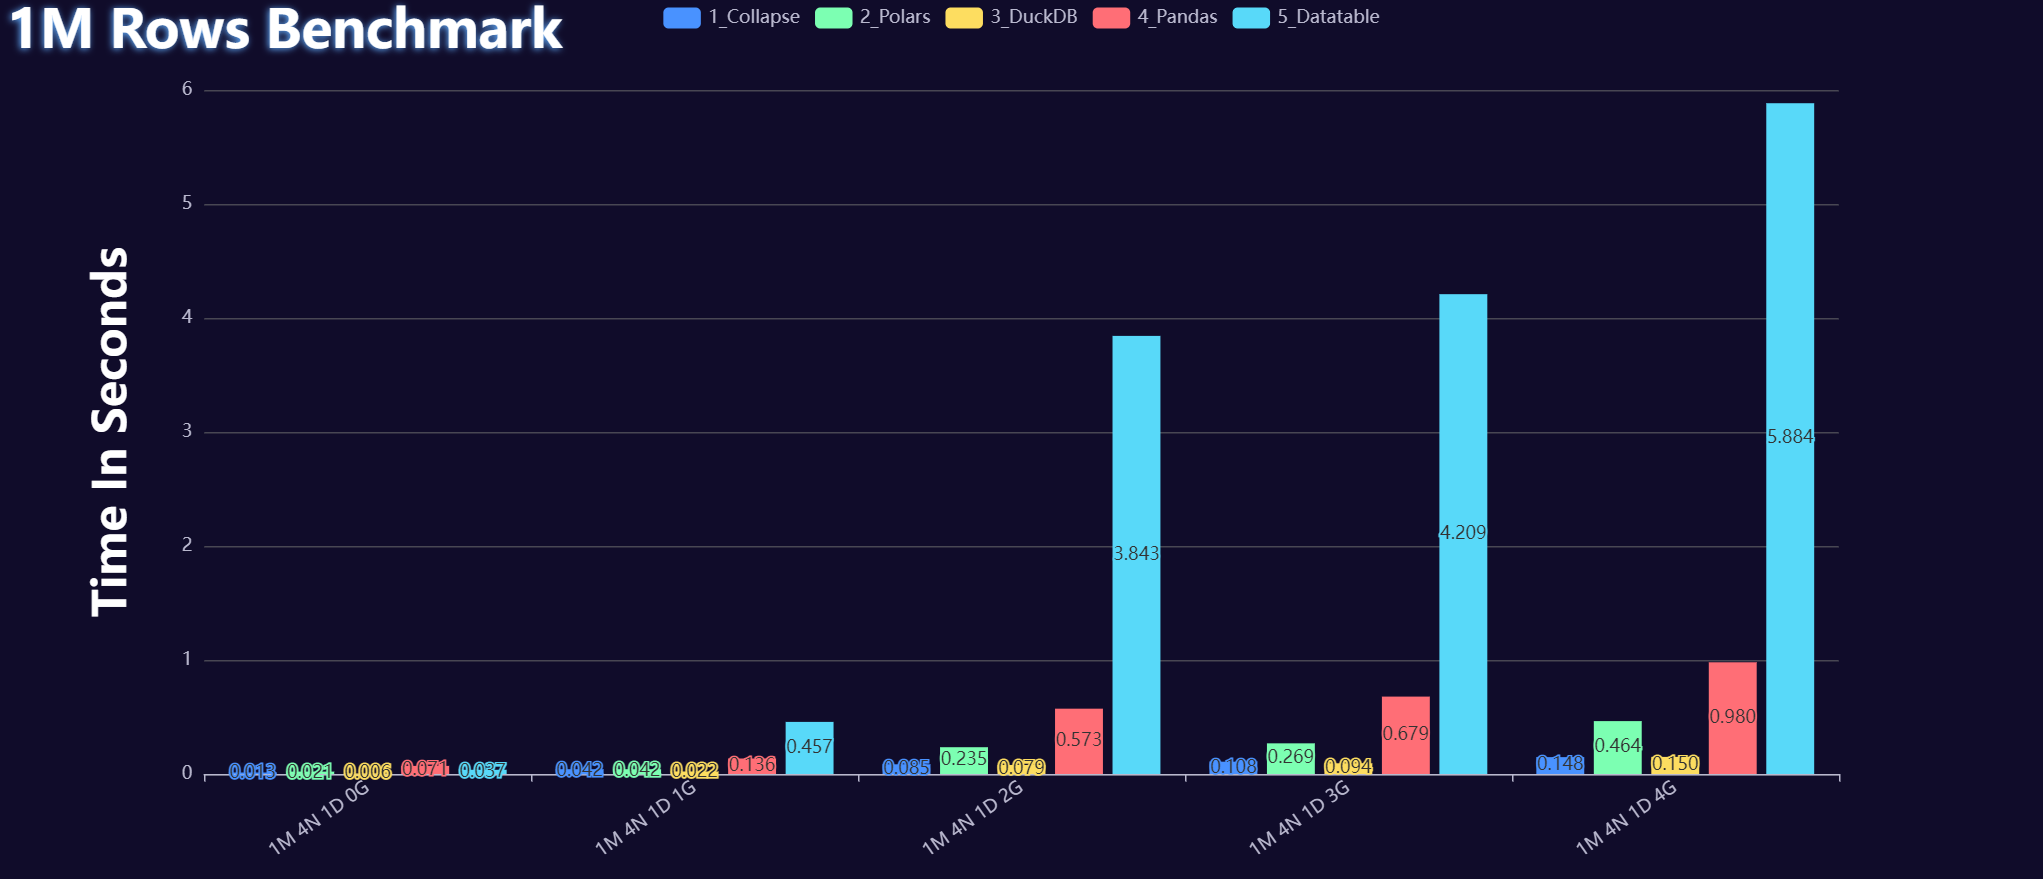 1M Rows Benchmark
1_Collapse 2_Polars 3_DuckDB 4_Pandas 5_Datatable
Time In Seconds
6
5
4
3
2
1
0
0.013 0.021 0.006 0.071 0.037
0.042 0.042 0.022 0.136 0.457
0.085 0.235 0.079 0.573 3.843
0.108 0.269 0.094 0.679 4.209
0.148 0.464 0.150 0.980 5.884
1M 4N 1D 0G
1M 4N 1D 1G
1M 4N 1D 2G
1M 4N 1D 3G
1M 4N 1D 4G